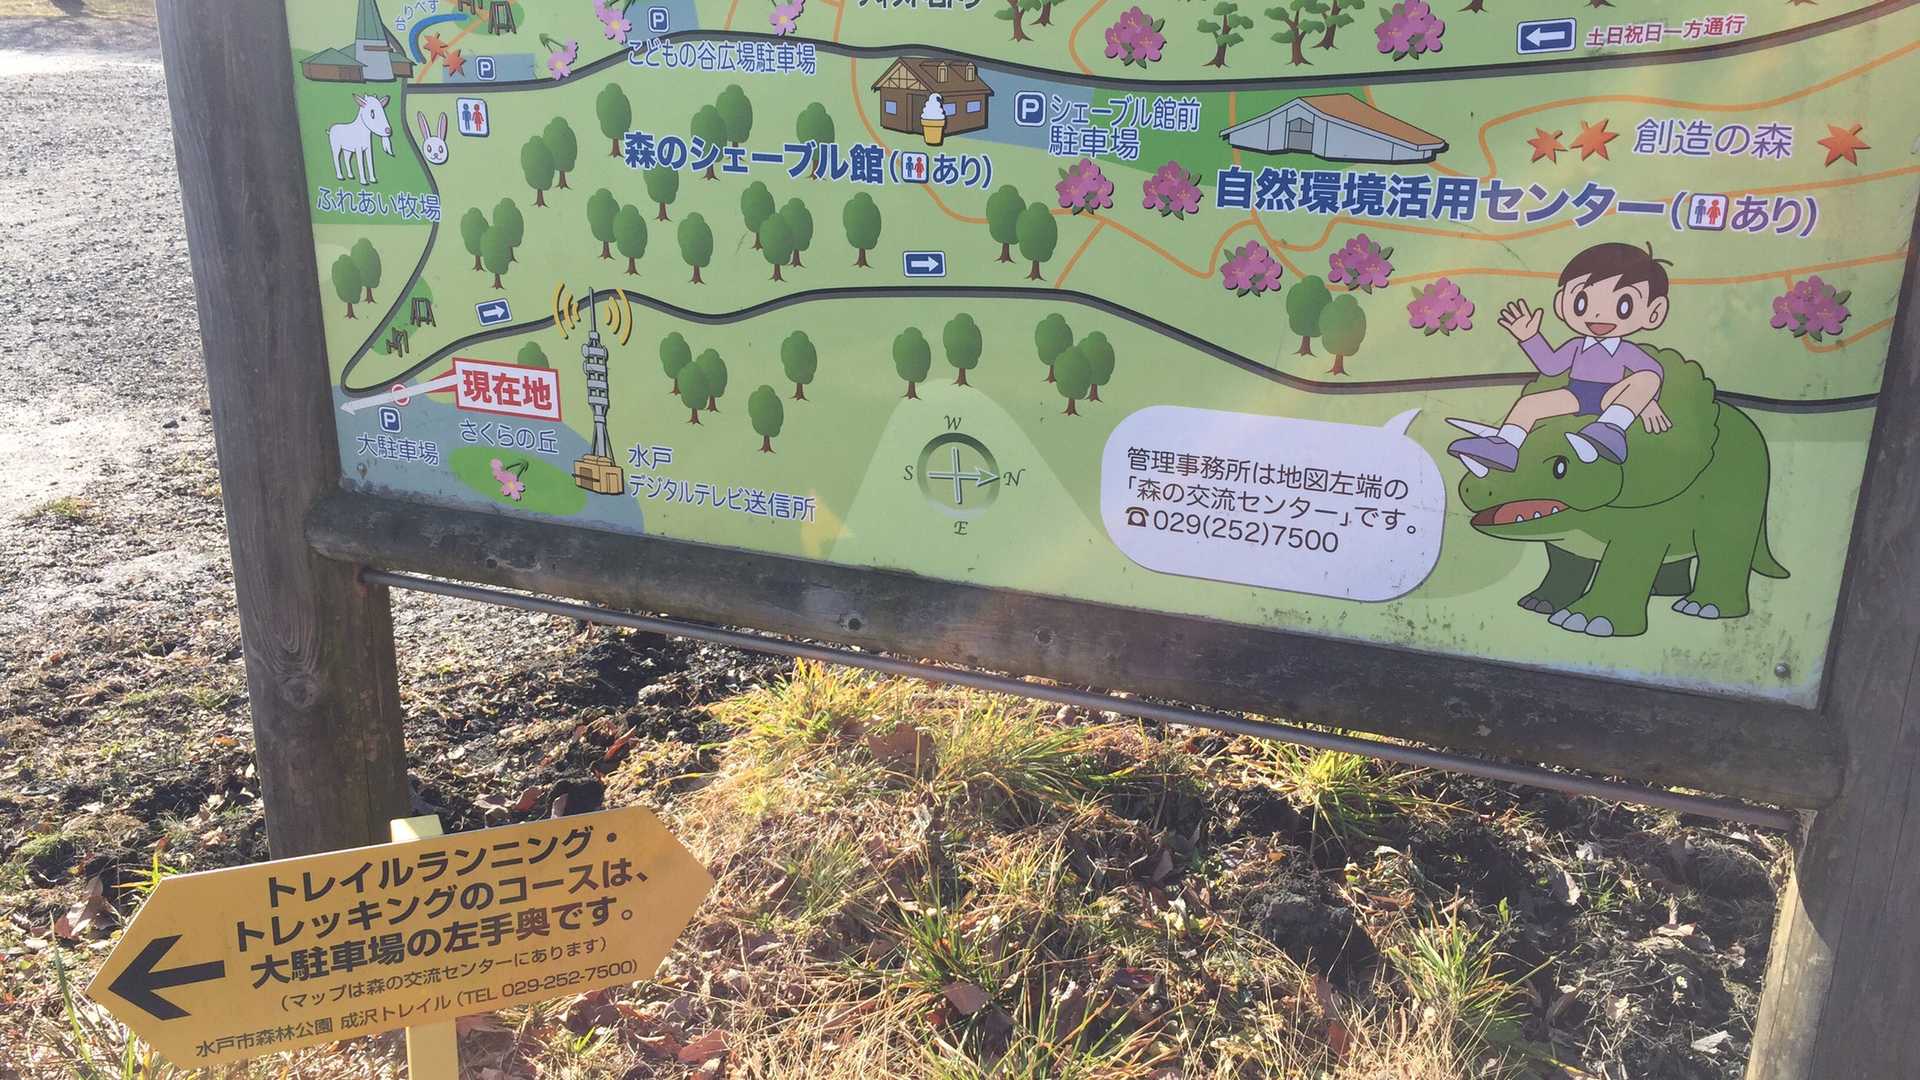 台りべす
P
P
こどもの谷広場駐車場
土日祝日一方通行
P シェーブル館前
駐車場
創造の森
森のシェーブル館(あり)
自然環境活用センター(あり)
ふれあい牧場
現在地
P
大駐車場
さくらの丘
水戸
デジタルテレビ送信所
W
S
N
E
管理事務所は地図左端の
「森の交流センター」です。
☎029(252)7500
トレイルランニング・
トレッキングのコースは、
大駐車場の左手奥です。
(マップは森の交流センターにあります)
水戸市森林公園 成沢トレイル (TEL 029-252-7500)